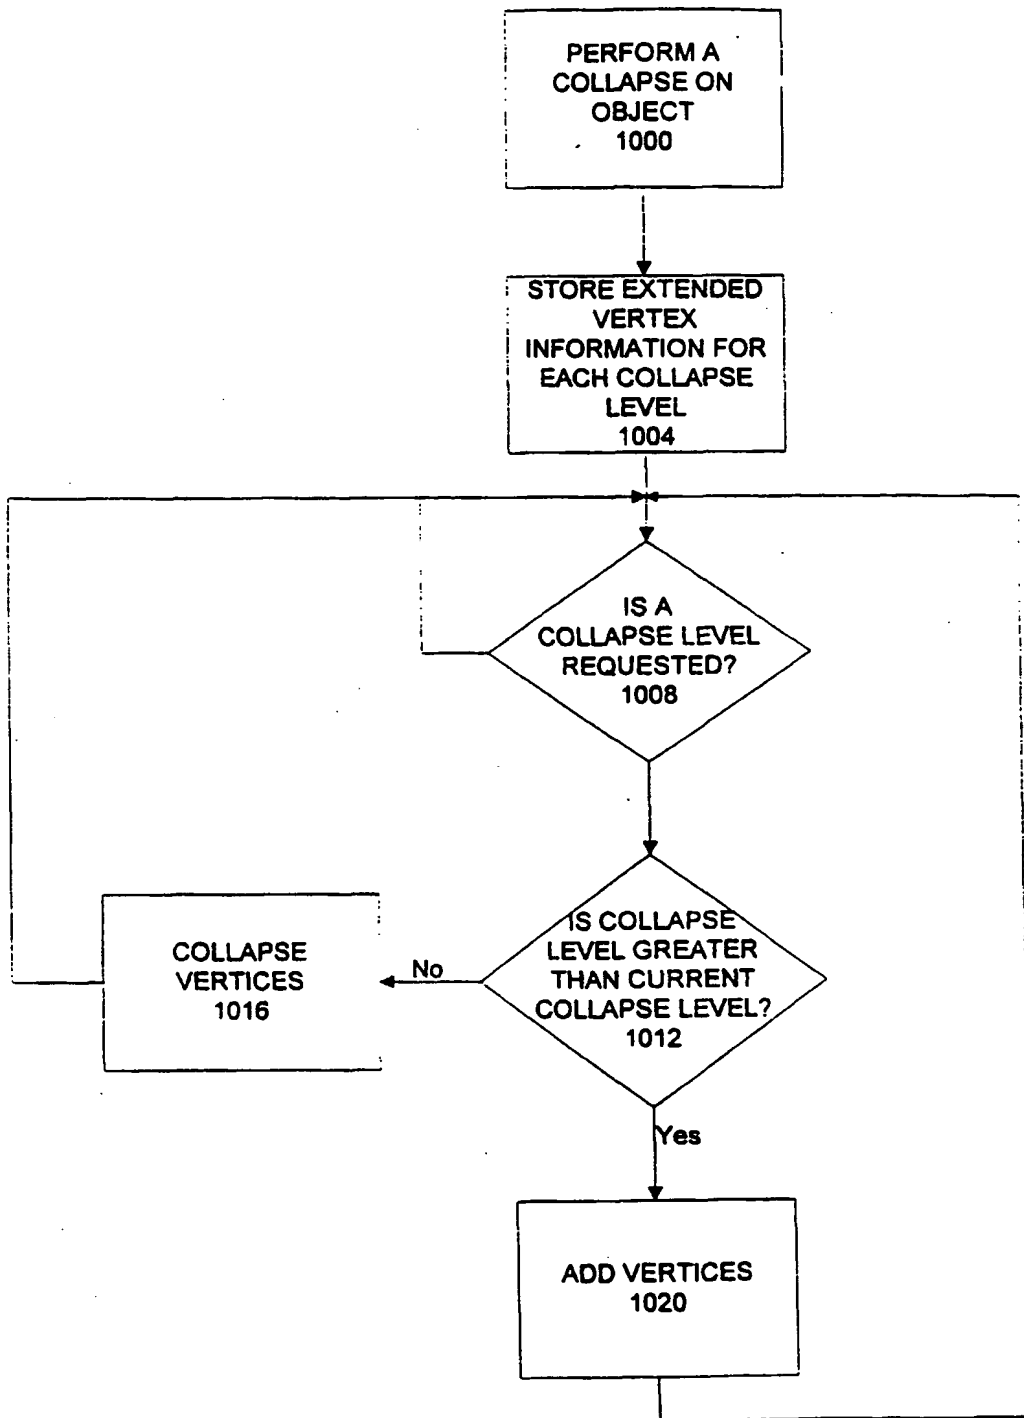 PERFORM A
COLLAPSE ON
OBJECT
1000
STORE EXTENDED
VERTEX
INFORMATION FOR
EACH COLLAPSE
LEVEL
1004
IS A
COLLAPSE LEVEL
REQUESTED?
1008
IS COLLAPSE
LEVEL GREATER
THAN CURRENT
COLLAPSE LEVEL?
1012
No
COLLAPSE
VERTICES
1016
Yes
ADD VERTICES
1020